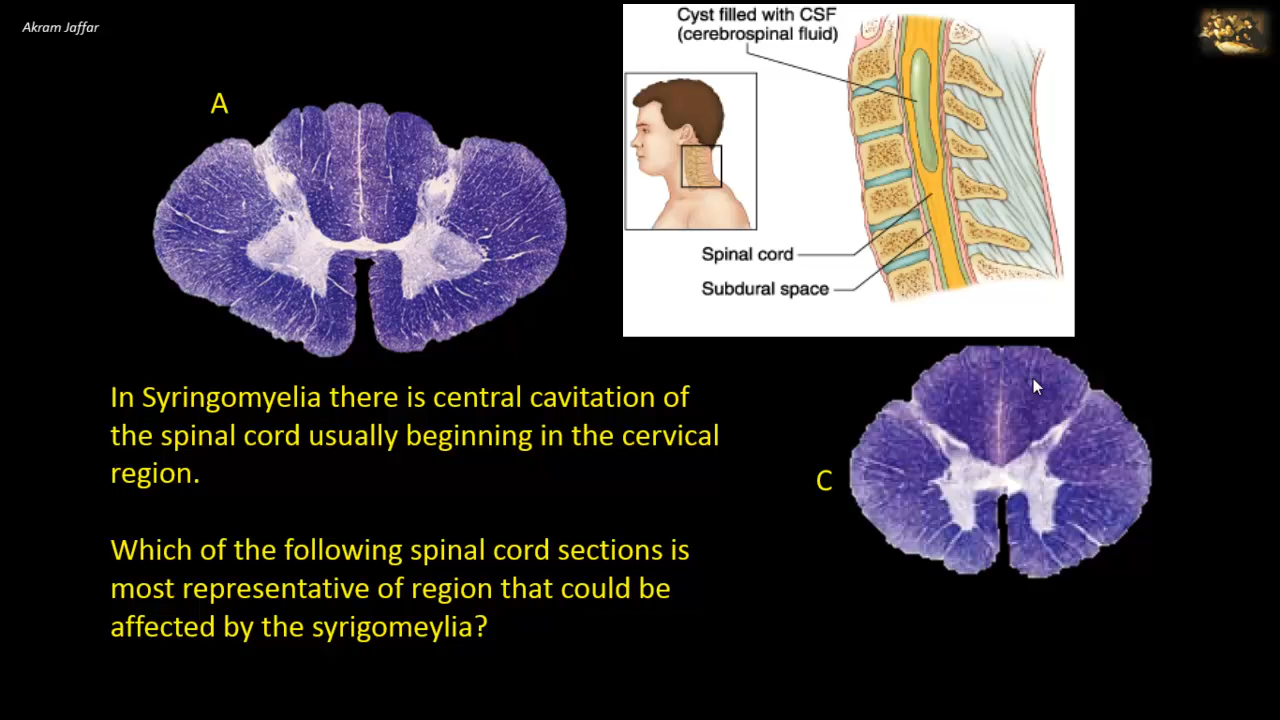 Akram Jaffar
Cyst filled with CSF
(cerebrospinal fluid)
A
Spinal cord
Subdural space
In Syringomyelia there is central cavitation of
the spinal cord usually beginning in the cervical
region.
C
Which of the following spinal cord sections is
most representative of region that could be
affected by the syrigomeylia?